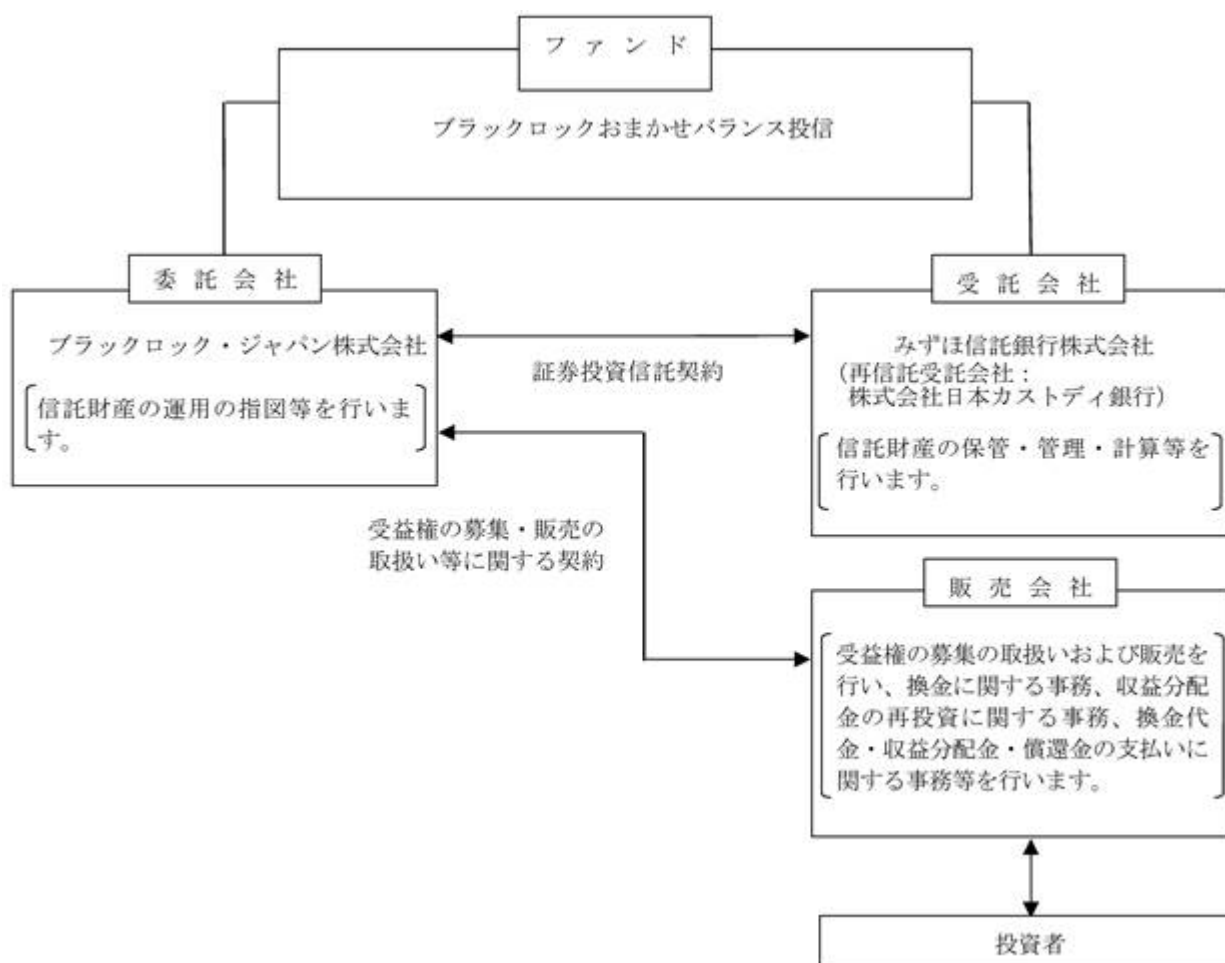 ファンド
ブラックロックおまかせバランス投信
委託会社
ブラックロック・ジャパン株式会社
信託財産の運用の指図等を行いま
す。
証券投資信託契約
受託会社
みずほ信託銀行株式会社
（再信託受託会社：
株式会社日本カストディ銀行）
信託財産の保管・管理・計算等を
行います。
受益権の募集・販売の
取扱い等に関する契約
販売会社
受益権の募集の取扱いおよび販売を
行い、換金に関する事務、収益分配
金の再投資に関する事務、換金代
金・収益分配金・償還金の支払いに
関する事務等を行います。
投資者